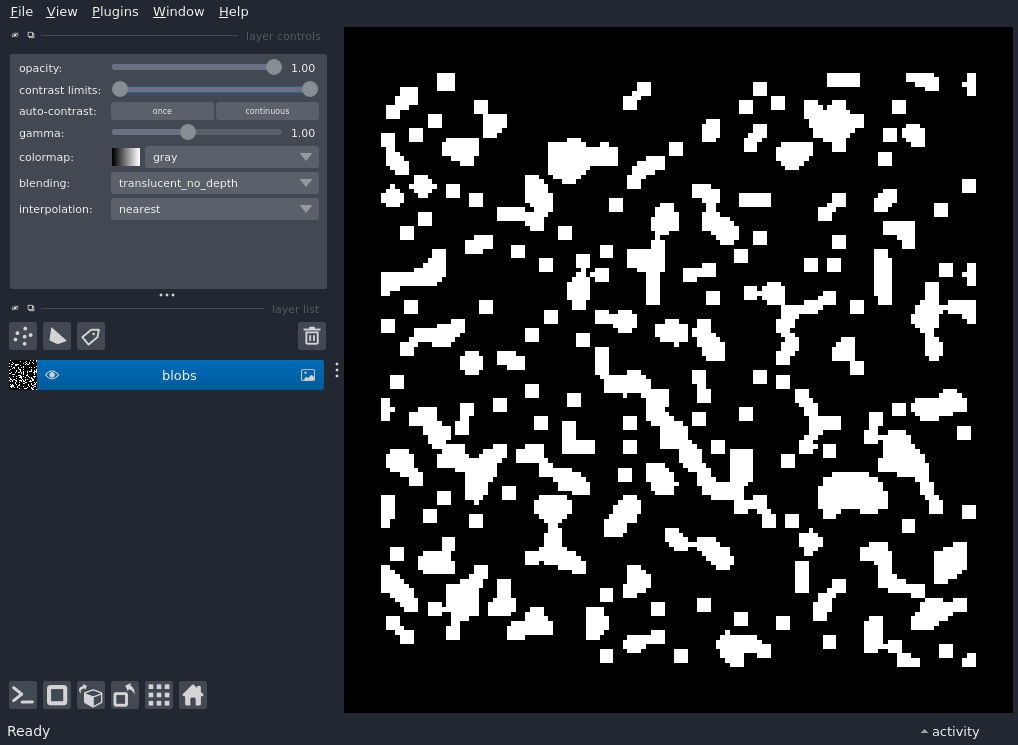 File View Plugins Window Help
layer controls
opacity: 1.00
contrast limits:
auto-contrast: once continuous
gamma: 1.00
colormap: gray
blending: translucent_no_depth
interpolation: nearest
layer list
blobs
Ready activity